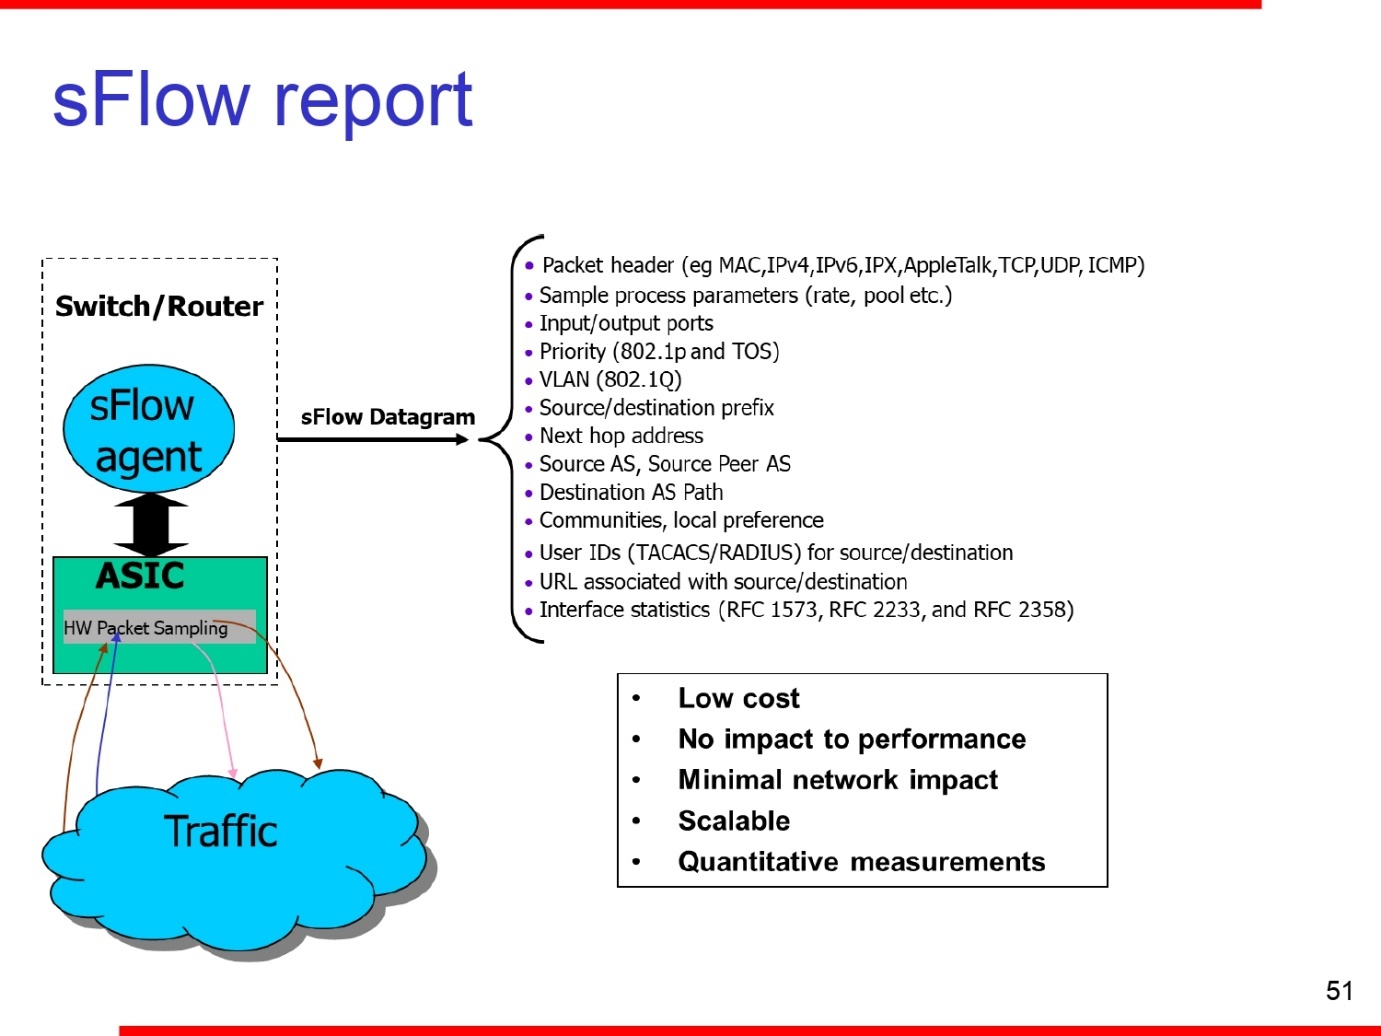 sFlow report
Switch/Router
sFlow
agent
ASIC
HW Packet Sampling
Traffic
sFlow Datagram
• Packet header (eg MAC,IPv4,IPv6,IPX,AppleTalk,TCP,UDP, ICMP)
• Sample process parameters (rate, pool etc.)
• Input/output ports
• Priority (802.1p and TOS)
• VLAN (802.1Q)
• Source/destination prefix
• Next hop address
• Source AS, Source Peer AS
• Destination AS Path
• Communities, local preference
• User IDs (TACACS/RADIUS) for source/destination
• URL associated with source/destination
• Interface statistics (RFC 1573, RFC 2233, and RFC 2358)
• Low cost
• No impact to performance
• Minimal network impact
• Scalable
• Quantitative measurements
51